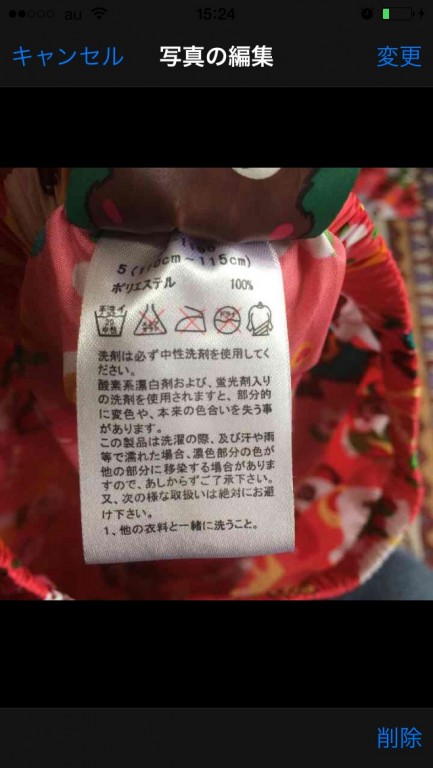 au 15:24
キャンセル 写真の編集 変更
5(110cm~115cm)
ポリエステル 100%
手洗イ
洗剤は必ず中性洗剤を使用してく
ださい。
酸素系漂白剤および、蛍光剤入り
の洗剤を使用されますと、部分的
に変色や、本来の色合いを失う事
があります。
この製品は洗濯の際、及び汗や雨
等で濡れた場合、濃色部分の色が
他の部分に移染する場合がありま
すので、あしからずご了承下さい。
又、次の様な取扱いは絶対にお避
け下さい。
1、他の衣料と一緒に洗うこと。
削除